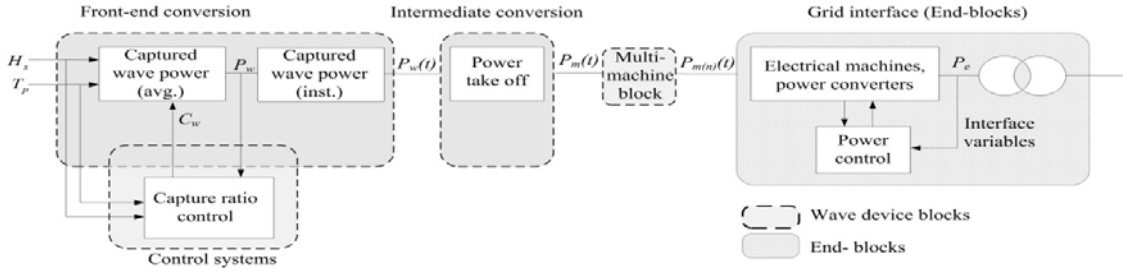 Front-end conversion
Intermediate conversion
Grid interface (End-blocks)
H_s
T_p
Captured
wave power
(avg.)
P_w
Captured
wave power
(inst.)
P_w(t)
Power
take off
P_m(t)
Multi-
machine
block
P_m(n)(t)
Electrical machines,
power converters
P_e
C_w
Power
control
Interface
variables
Capture ratio
control
Control systems
Wave device blocks
End- blocks